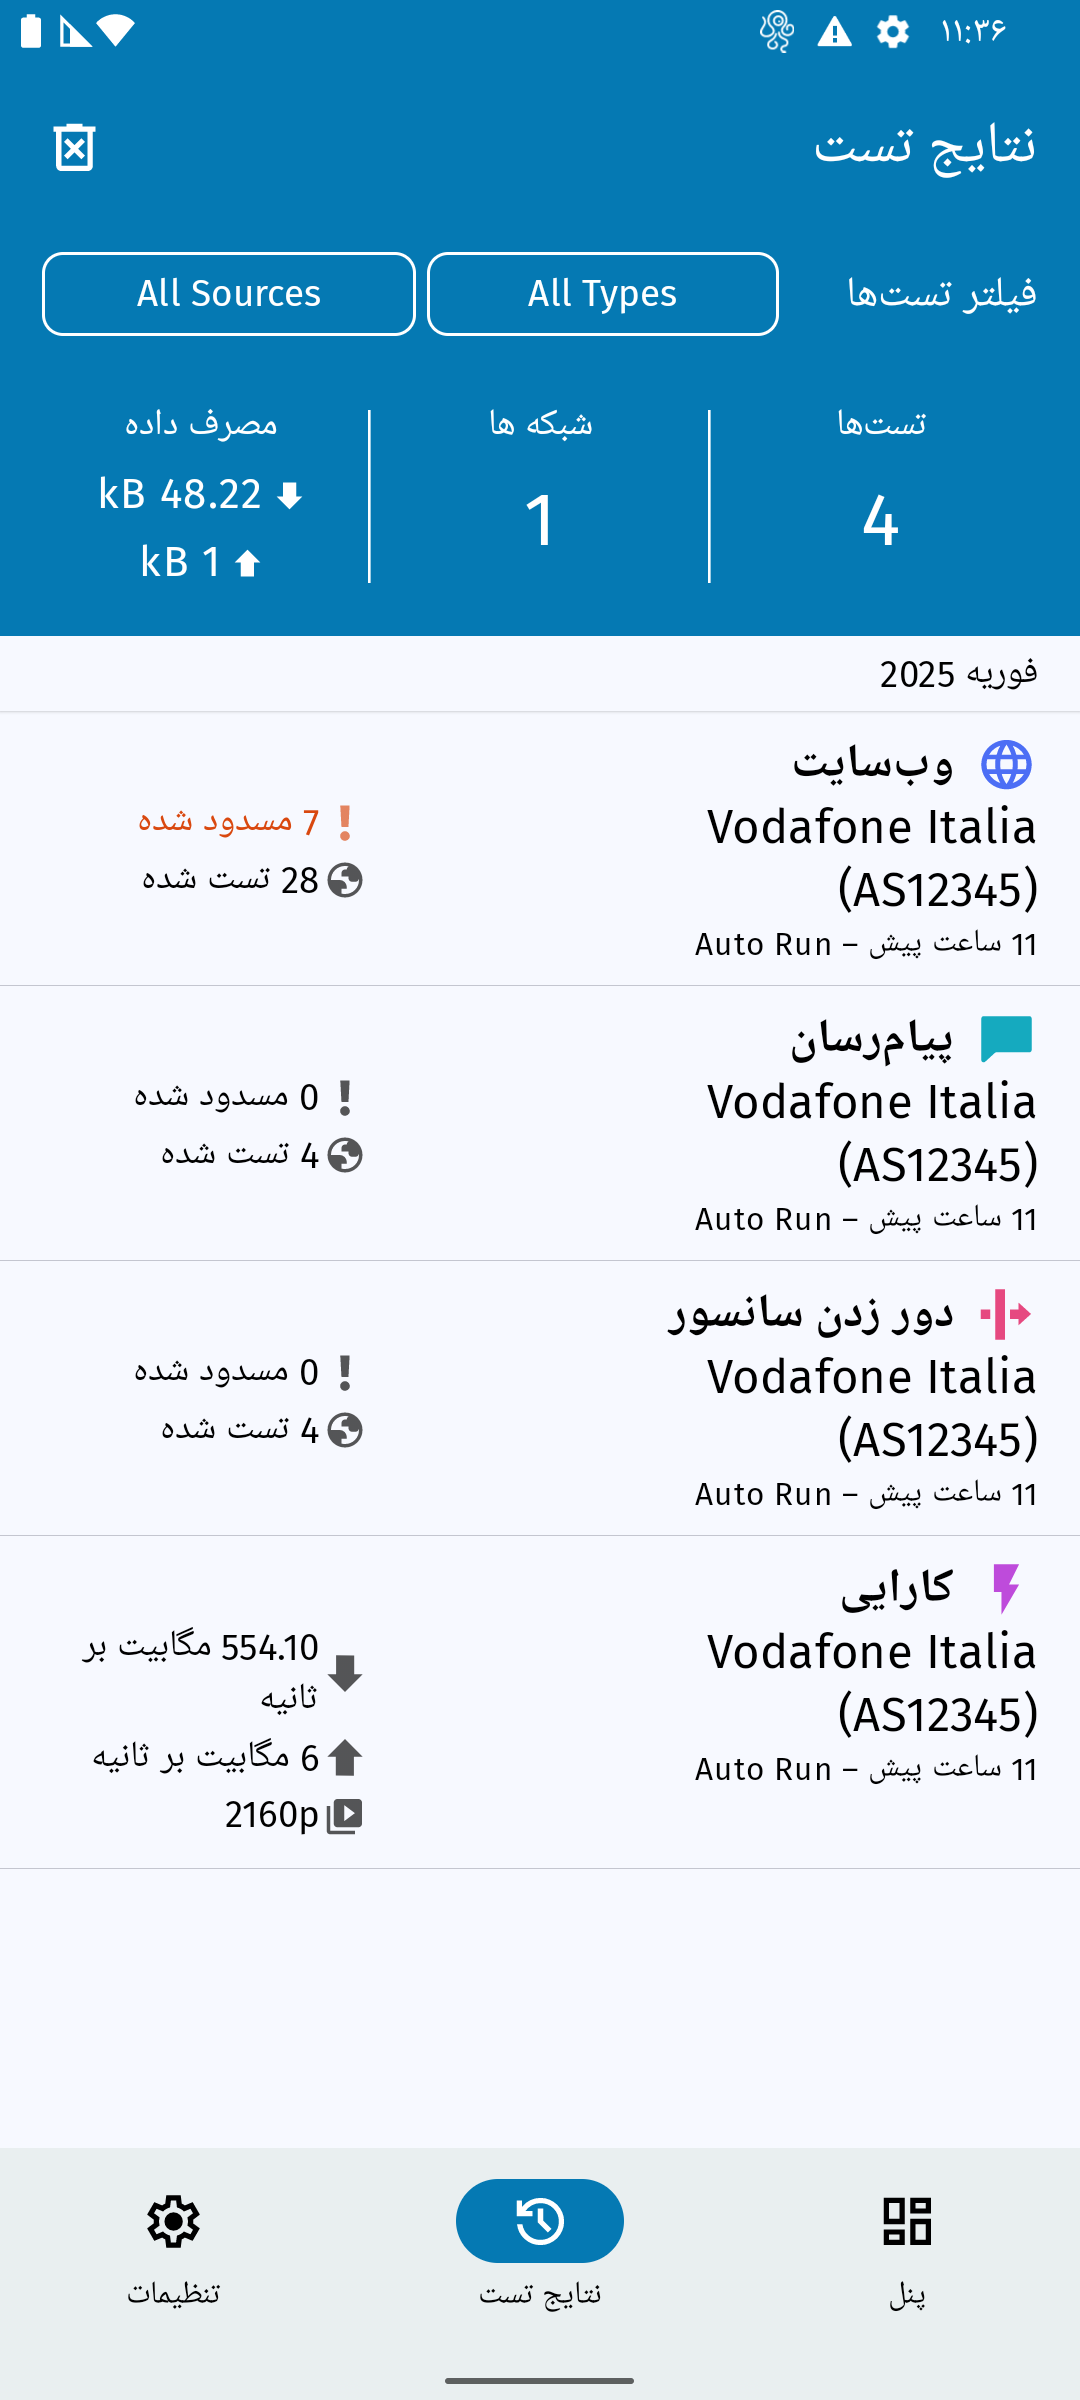 ۱۱:۳۶
نتایج تست
فیلتر تست‌ها
All Types
All Sources
تست‌ها
4
شبکه ها
1
مصرف داده
48.22 kB
1 kB
فوریه 2025
وب‌سایت
Vodafone Italia
(AS12345)
11 ساعت پیش – Auto Run
7 مسدود شده
28 تست شده
پیام‌رسان
Vodafone Italia
(AS12345)
11 ساعت پیش – Auto Run
0 مسدود شده
4 تست شده
دور زدن سانسور
Vodafone Italia
(AS12345)
11 ساعت پیش – Auto Run
0 مسدود شده
4 تست شده
کارایی
Vodafone Italia
(AS12345)
11 ساعت پیش – Auto Run
554.10 مگابیت بر
ثانیه
6 مگابیت بر ثانیه
2160p
پنل
نتایج تست
تنظیمات